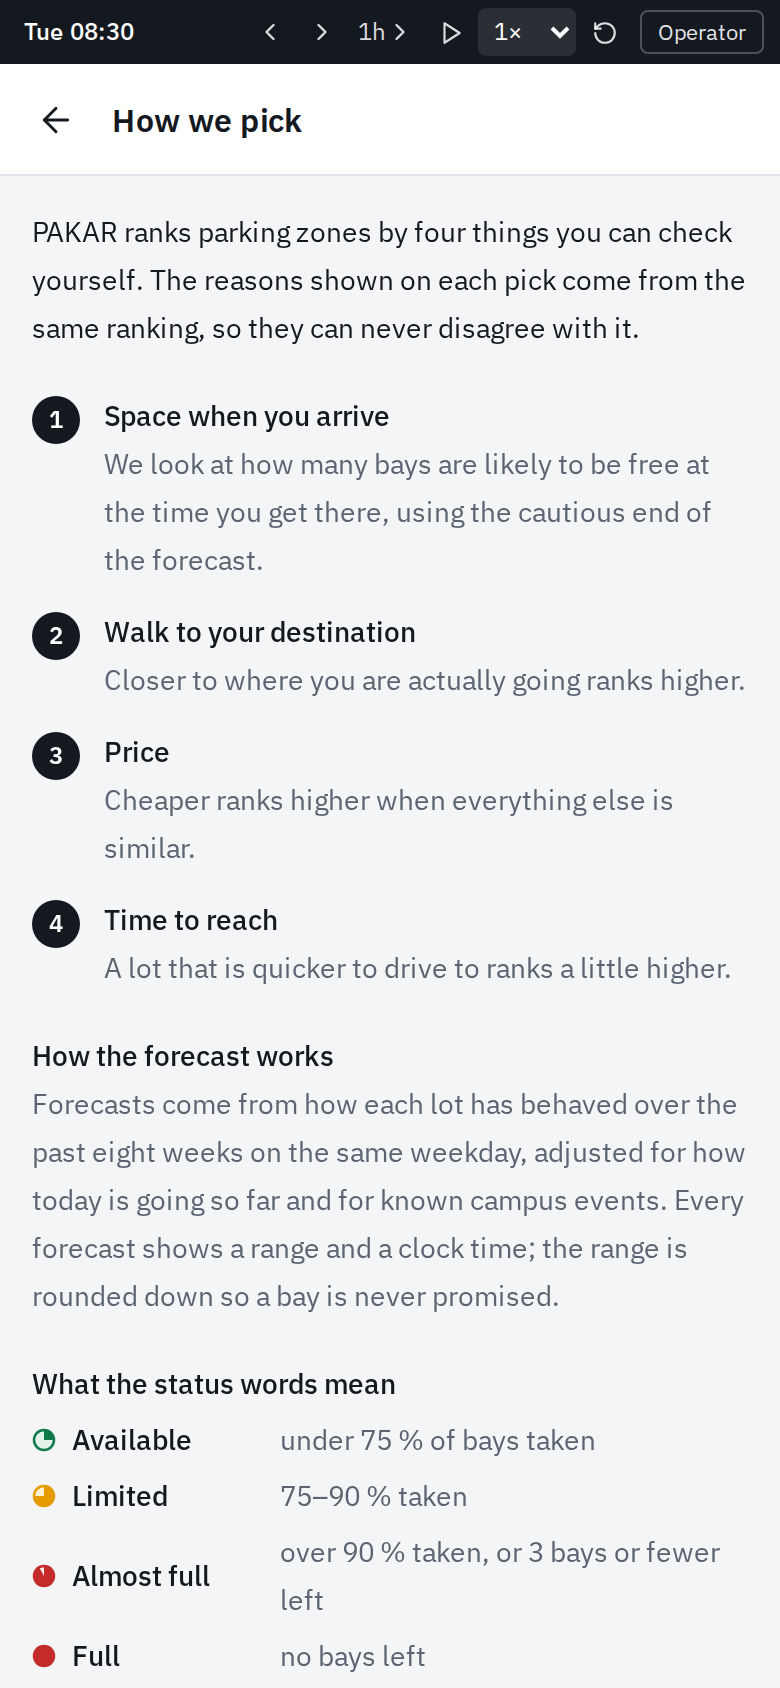 Tue 08:30 1h 1× Operator
How we pick
PAKAR ranks parking zones by four things you can check
yourself. The reasons shown on each pick come from the
same ranking, so they can never disagree with it.
1 Space when you arrive
We look at how many bays are likely to be free at
the time you get there, using the cautious end of
the forecast.
2 Walk to your destination
Closer to where you are actually going ranks higher.
3 Price
Cheaper ranks higher when everything else is
similar.
4 Time to reach
A lot that is quicker to drive to ranks a little higher.
How the forecast works
Forecasts come from how each lot has behaved over the
past eight weeks on the same weekday, adjusted for how
today is going so far and for known campus events. Every
forecast shows a range and a clock time; the range is
rounded down so a bay is never promised.
What the status words mean
Available under 75 % of bays taken
Limited 75–90 % taken
Almost full over 90 % taken, or 3 bays or fewer
left
Full no bays left